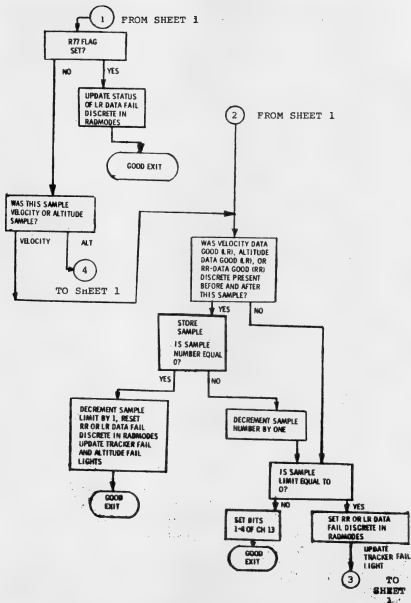 1 FROM SHEET 1
R77 FLAG
SET?
NO
YES
UPDATE STATUS
OF LR DATA FAIL
DISCRETE IN
RADMODES
GOOD EXIT
2 FROM SHEET 1
WAS THIS SAMPLE
VELOCITY OR ALTITUDE
SAMPLE?
VELOCITY
ALT
4
TO SHEET 1
WAS VELOCITY DATA
GOOD (LR), ALTITUDE
DATA GOOD (LR), OR
RR-DATA GOOD (RR)
DISCRETE PRESENT
BEFORE AND AFTER
THIS SAMPLE?
YES
NO
STORE
SAMPLE
IS SAMPLE
NUMBER EQUAL
0?
YES
NO
DECREMENT SAMPLE
LIMIT BY 1, RESET
RR OR LR DATA FAIL
DISCRETE IN RADMODES
UPDATE TRACKER FAIL
AND ALTITUDE FAIL
LIGHTS
GOOD
EXIT
DECREMENT SAMPLE
NUMBER BY ONE
IS SAMPLE
LIMIT EQUAL TO
0?
NO
YES
SET BITS
1-4 OF CH 13
GOOD
EXIT
SET RR OR LR DATA
FAIL DISCRETE IN
RADMODES
UPDATE
TRACKER FAIL
LIGHT
3
TO
SHEET
1